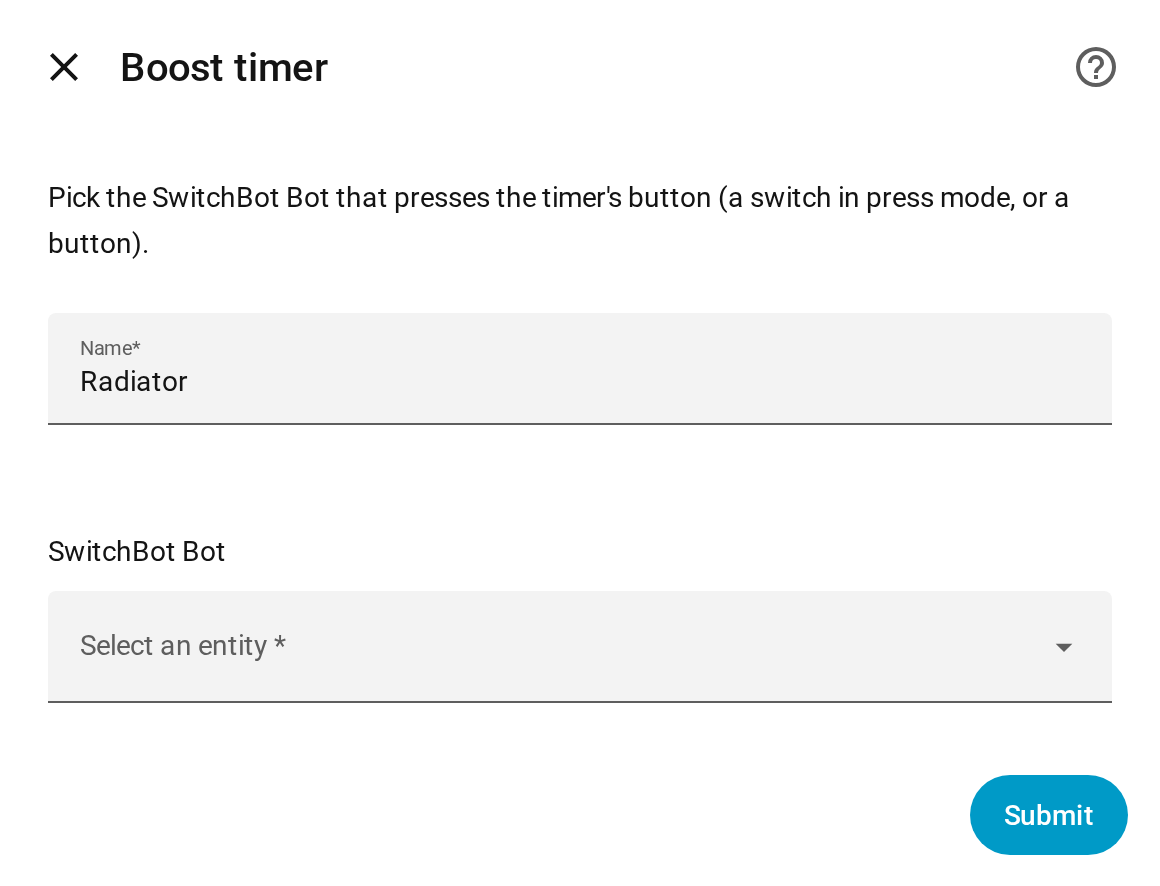 Boost timer
Pick the SwitchBot Bot that presses the timer's button (a switch in press mode, or a
button).
Name*
Radiator
SwitchBot Bot
Select an entity *
Submit